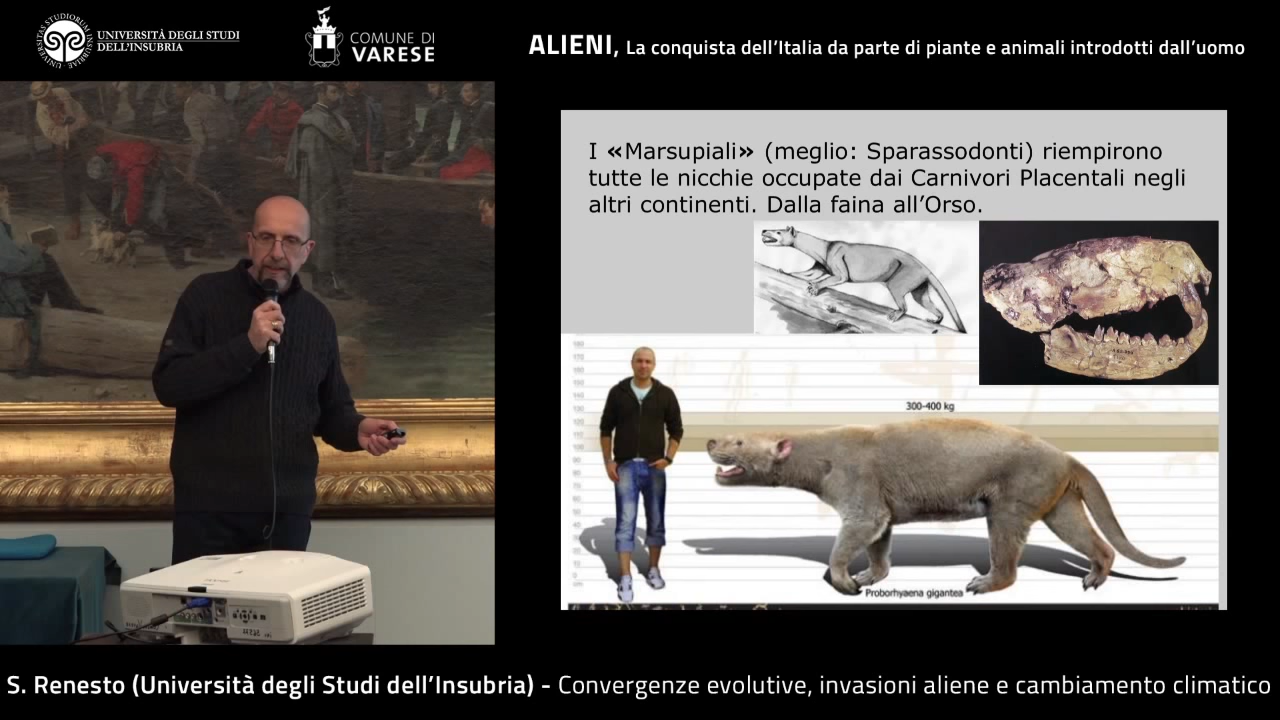 UNIVERSITÀ DEGLI STUDI
DELL'INSUBRIA
COMUNE DI
VARESE
ALIENI, La conquista dell'Italia da parte di piante e animali introdotti dall'uomo
I «Marsupiali» (meglio: Sparassodonti) riempirono
tutte le nicchie occupate dai Carnivori Placentali negli
altri continenti. Dalla faina all'Orso.
300-400 kg
Proborhyaena gigantea
S. Renesto (Università degli Studi dell'Insubria) - Convergenze evolutive, invasioni aliene e cambiamento climatico